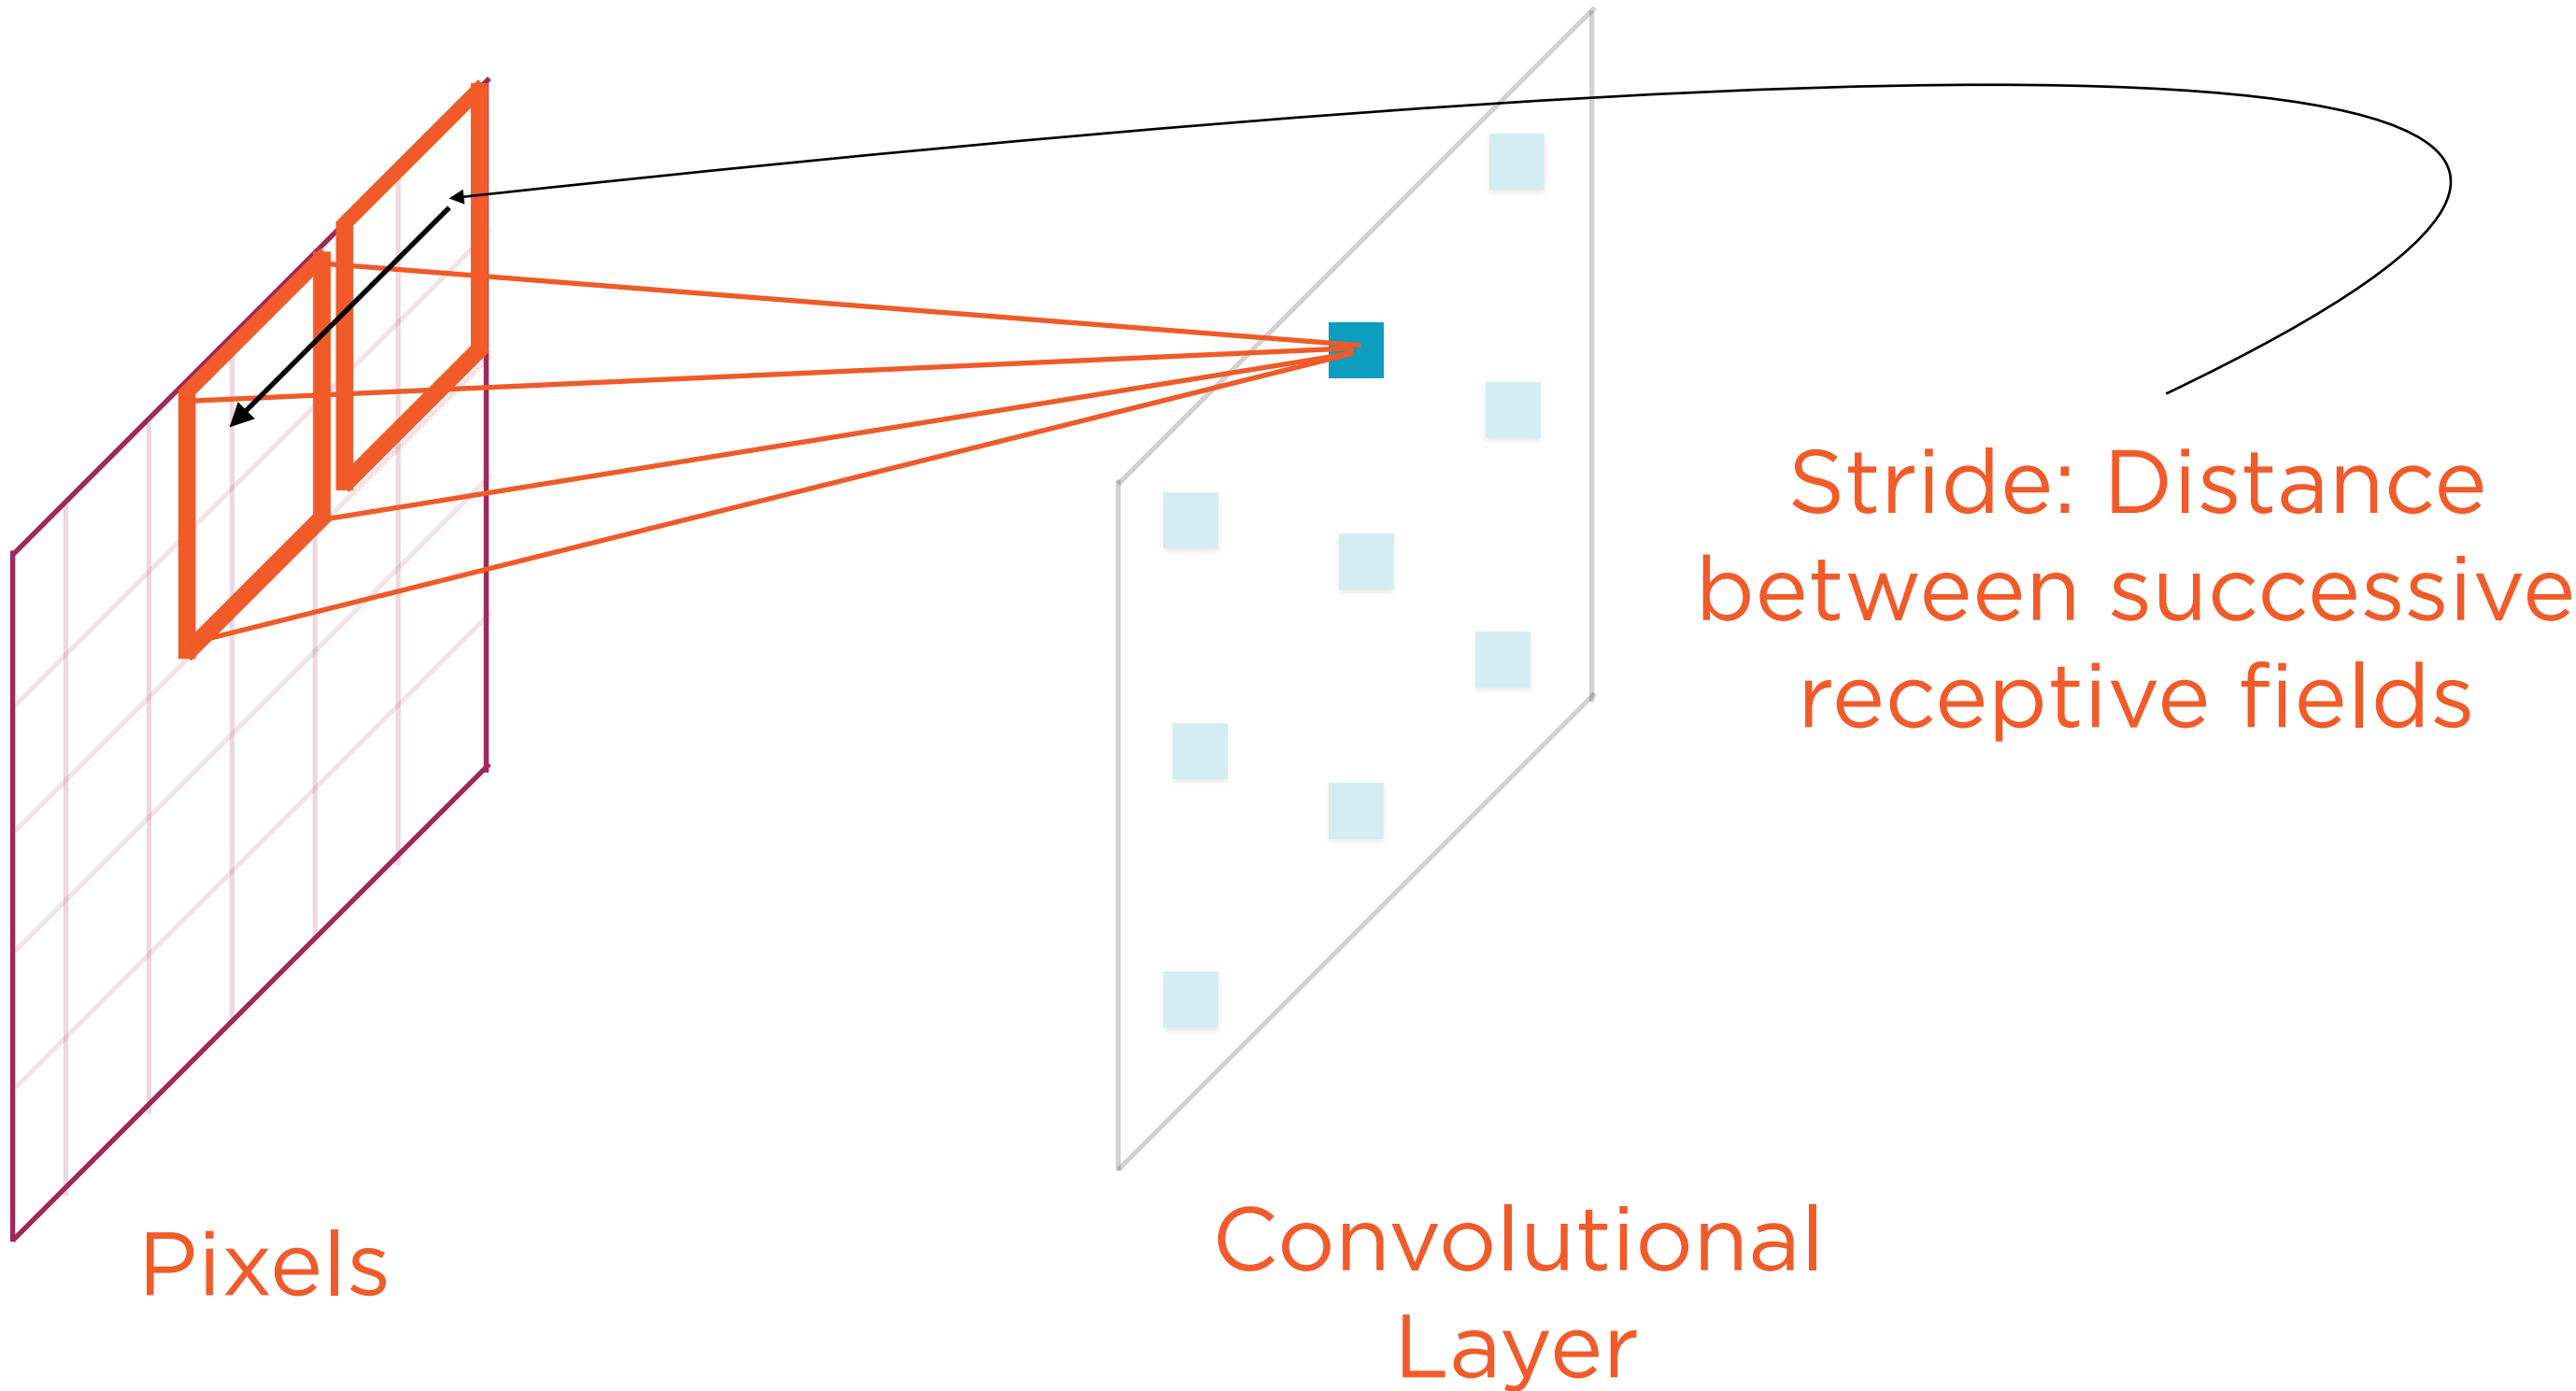 Stride: Distance
between successive
receptive fields
Pixels
Convolutional
Layer